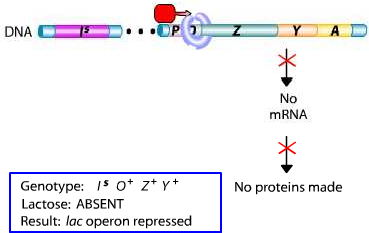 DNA I^s P O Z Y A
No
mRNA
No proteins made
Genotype: I^s O^+ Z^+ Y^+
Lactose: ABSENT
Result: lac operon repressed